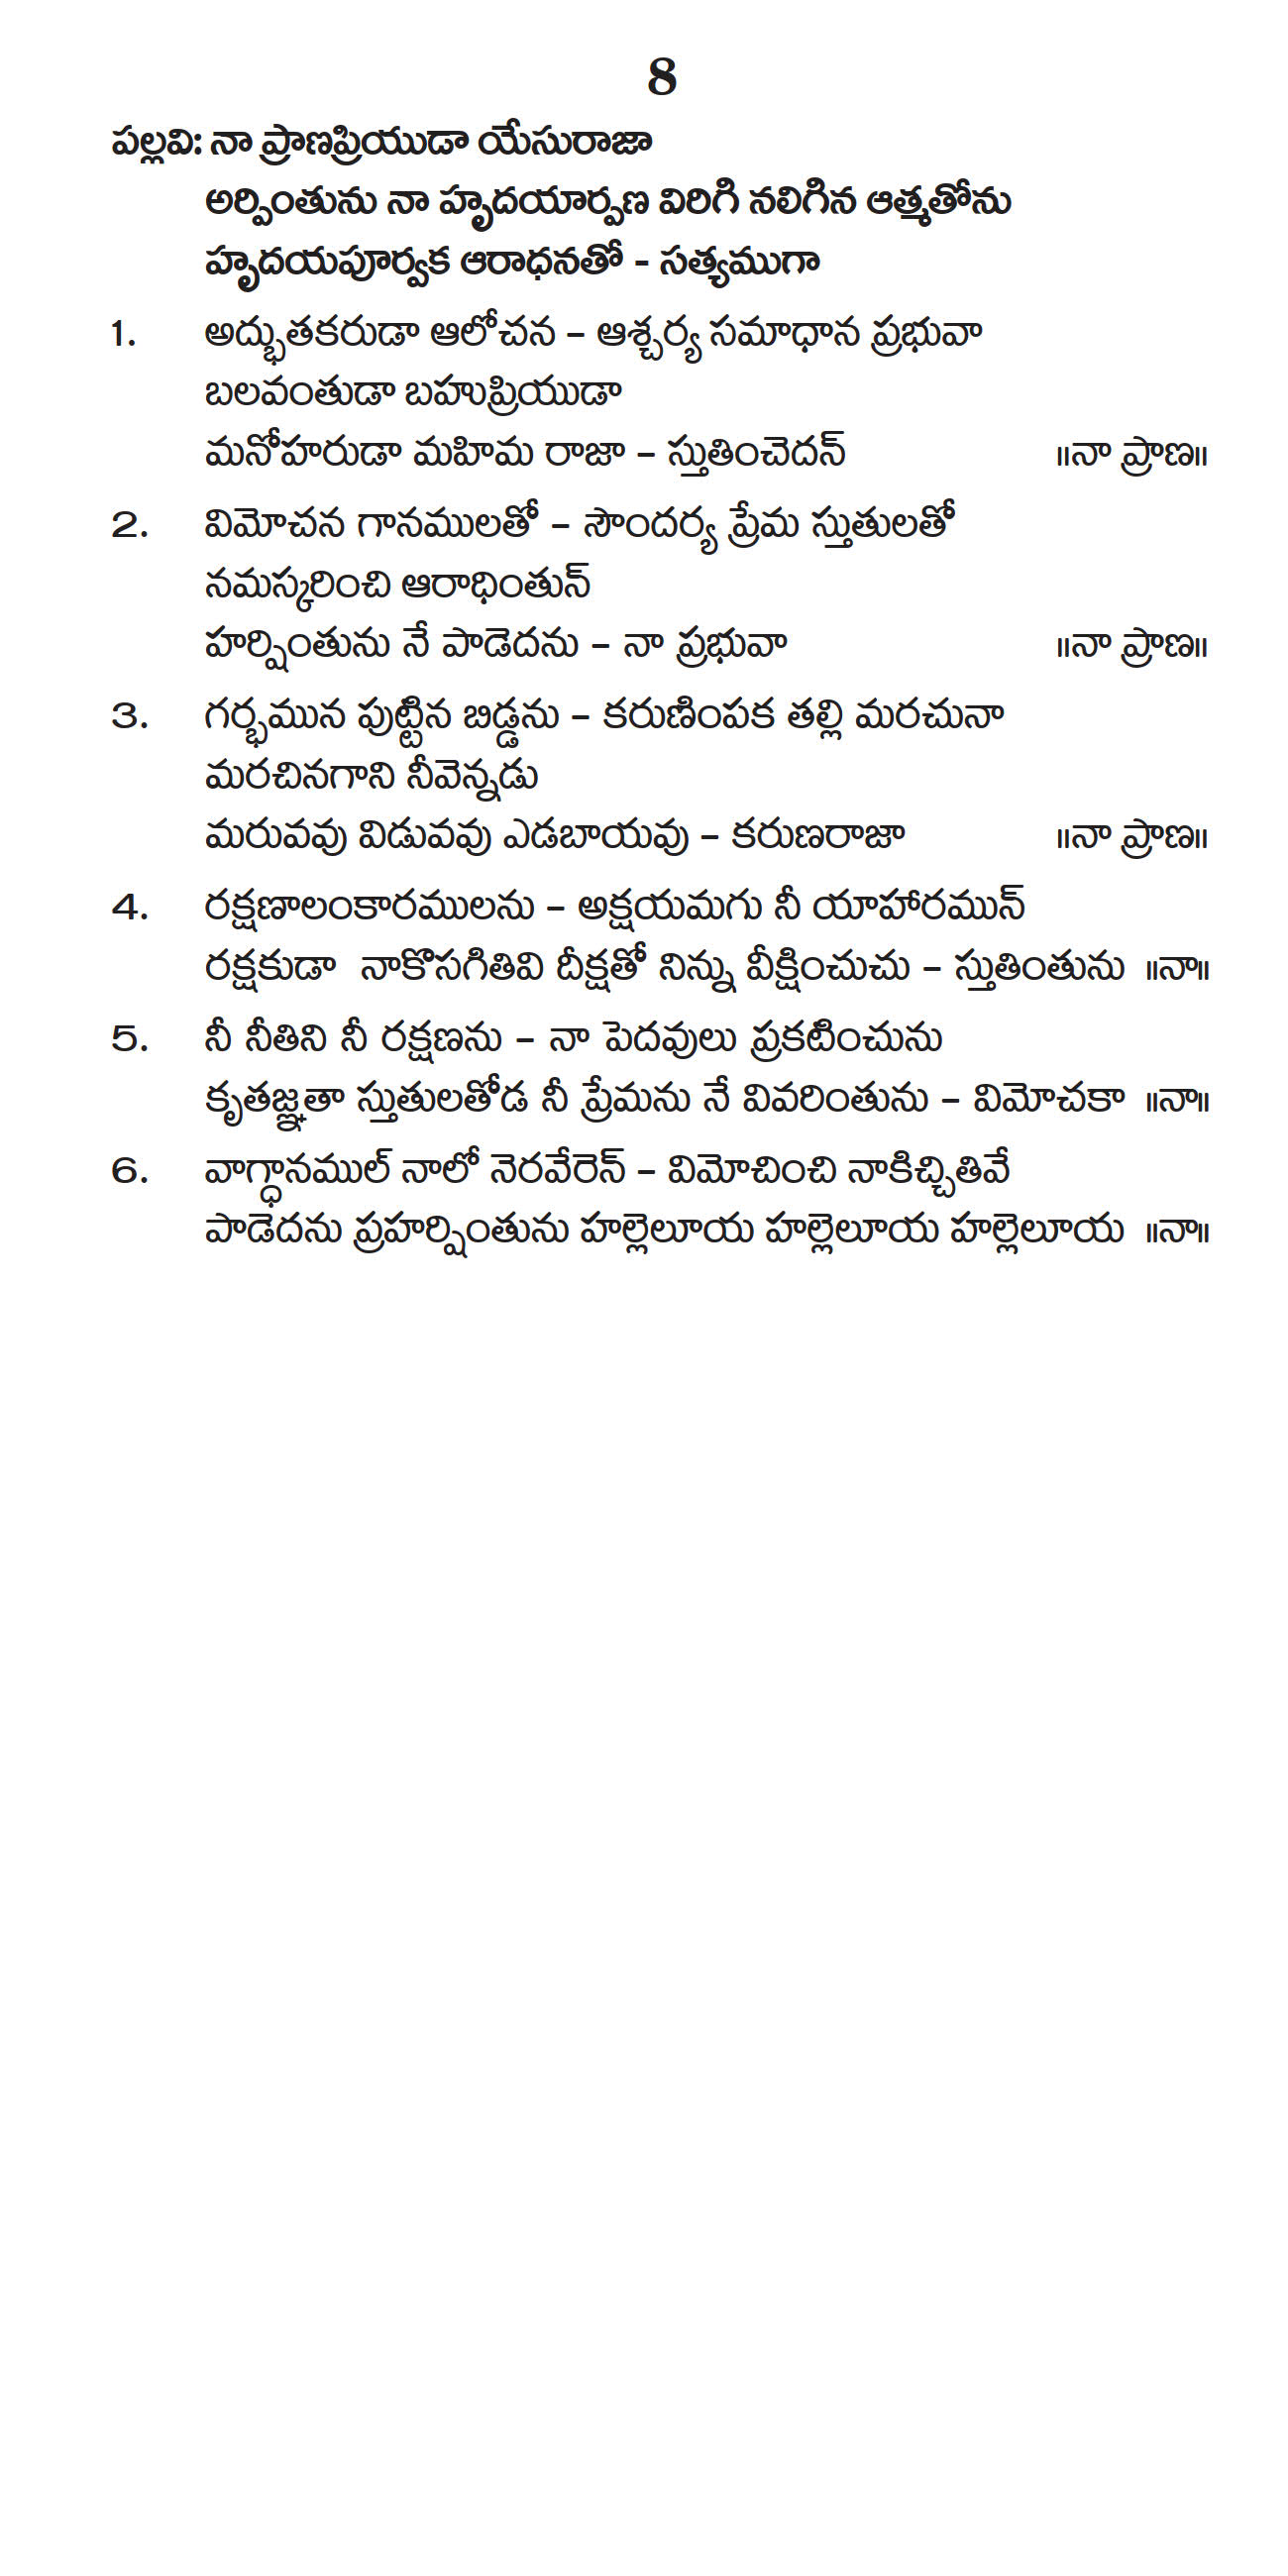 8
పల్లవి: నా ప్రాణప్రియుడా యేసురాజా
అర్పింతును నా హృదయార్పణ విరిగి నలిగిన ఆత్మతోను
హృదయపూర్వక ఆరాధనతో - సత్యముగా
1. అద్భుతకరుడా ఆలోచన – ఆశ్చర్య సమాధాన ప్రభువా
బలవంతుడా బహుప్రియుడా
మనోహరుడా మహిమ రాజా – స్తుతించెదన్ ॥నా ప్రాణ॥
2. విమోచన గానములతో – సౌందర్య ప్రేమ స్తుతులతో
నమస్కరించి ఆరాధింతున్
హర్షింతును నే పాడెదను – నా ప్రభువా ॥నా ప్రాణ॥
3. గర్భమున పుట్టిన బిడ్డను – కరుణింపక తల్లి మరచునా
మరచినగాని నీవెన్నడు
మరువవు విడువవు ఎడబాయవు – కరుణరాజా ॥నా ప్రాణ॥
4. రక్షణాలంకారములను – అక్షయమగు నీ యాహారమున్
రక్షకుడా నాకొసగితివి దీక్షతో నిన్ను వీక్షించుచు – స్తుతింతును ॥నా॥
5. నీ నీతిని నీ రక్షణను – నా పెదవులు ప్రకటించును
కృతజ్ఞతా స్తుతులతోడ నీ ప్రేమను నే వివరింతును – విమోచకా ॥నా॥
6. వాగ్ధానముల్ నాలో నెరవేరెన్ – విమోచించి నాకిచ్చితివే
పాడెదను ప్రహర్షింతును హల్లెలూయ హల్లెలూయ హల్లెలూయ ॥నా॥